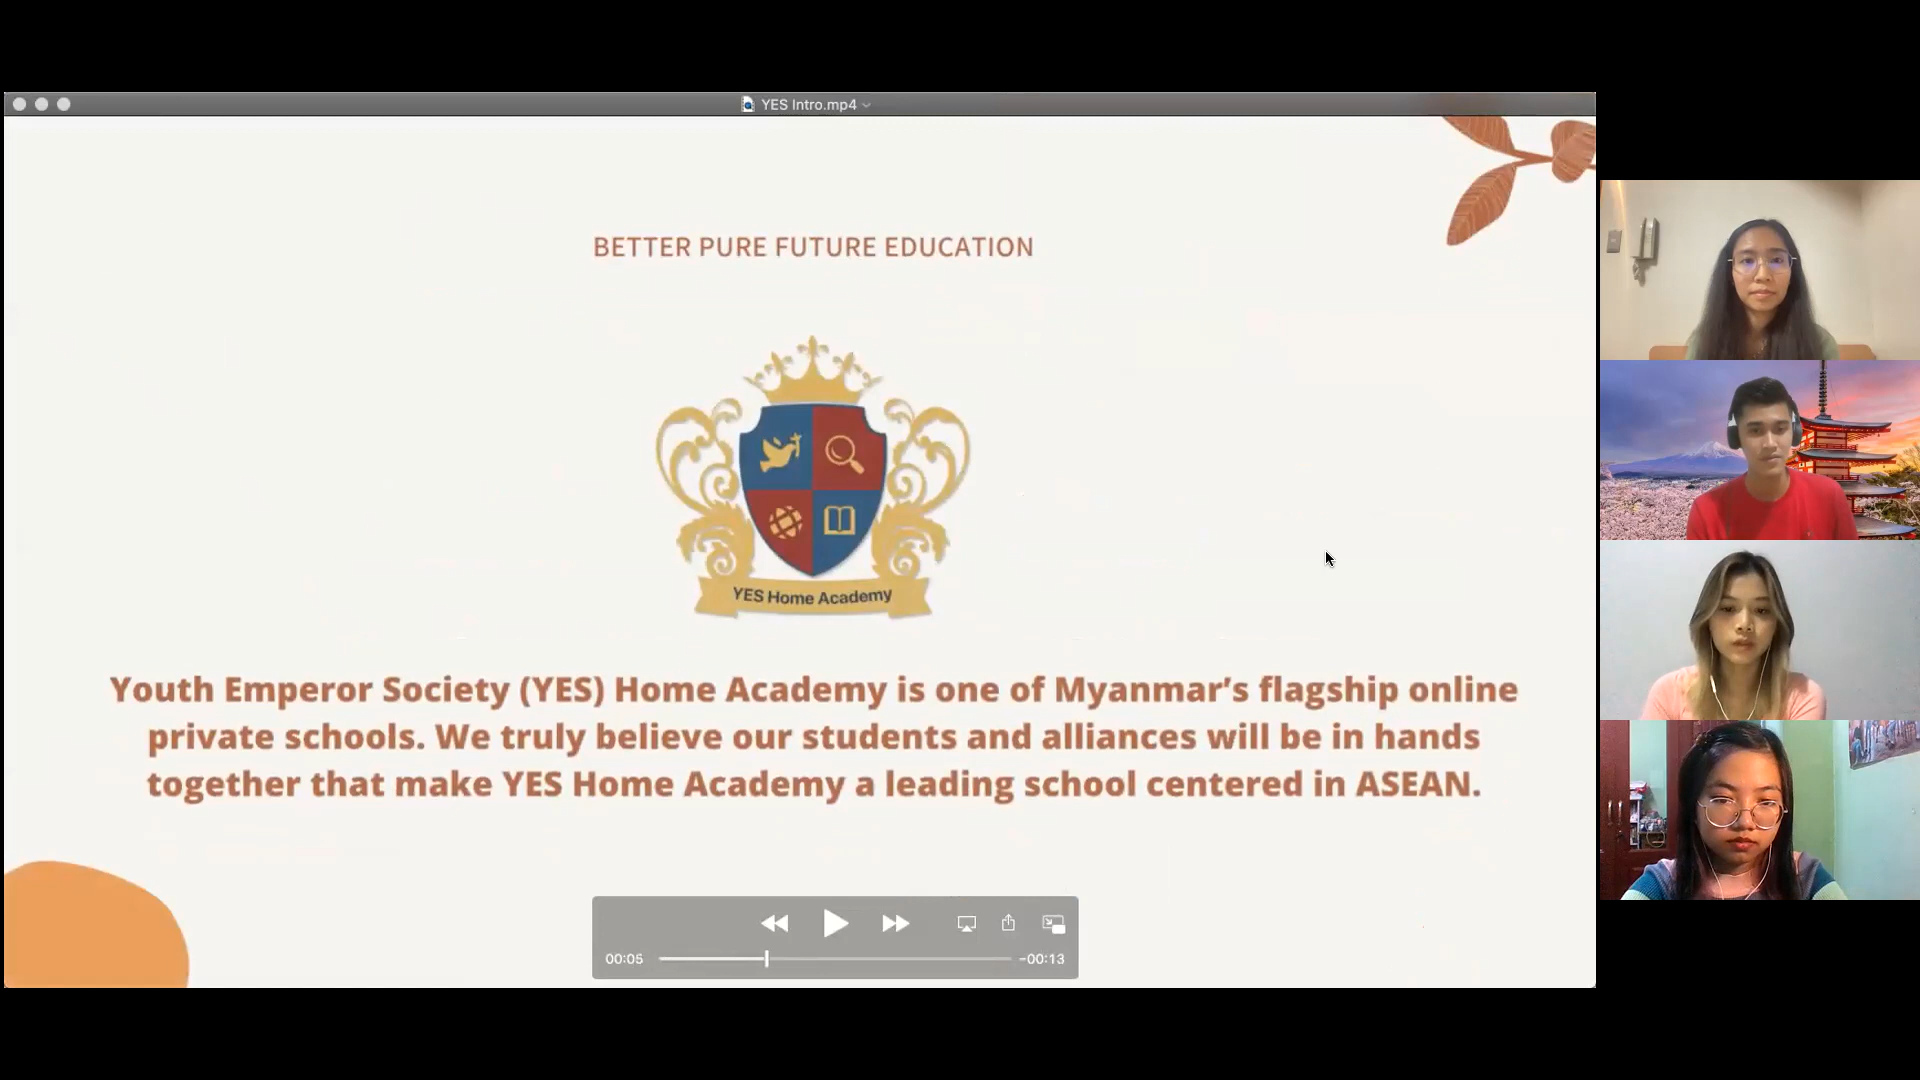 YES Intro.mp4
BETTER PURE FUTURE EDUCATION
YES Home Academy
Youth Emperor Society (YES) Home Academy is one of Myanmar’s flagship online
private schools. We truly believe our students and alliances will be in hands
together that make YES Home Academy a leading school centered in ASEAN.
00:05
-00:13